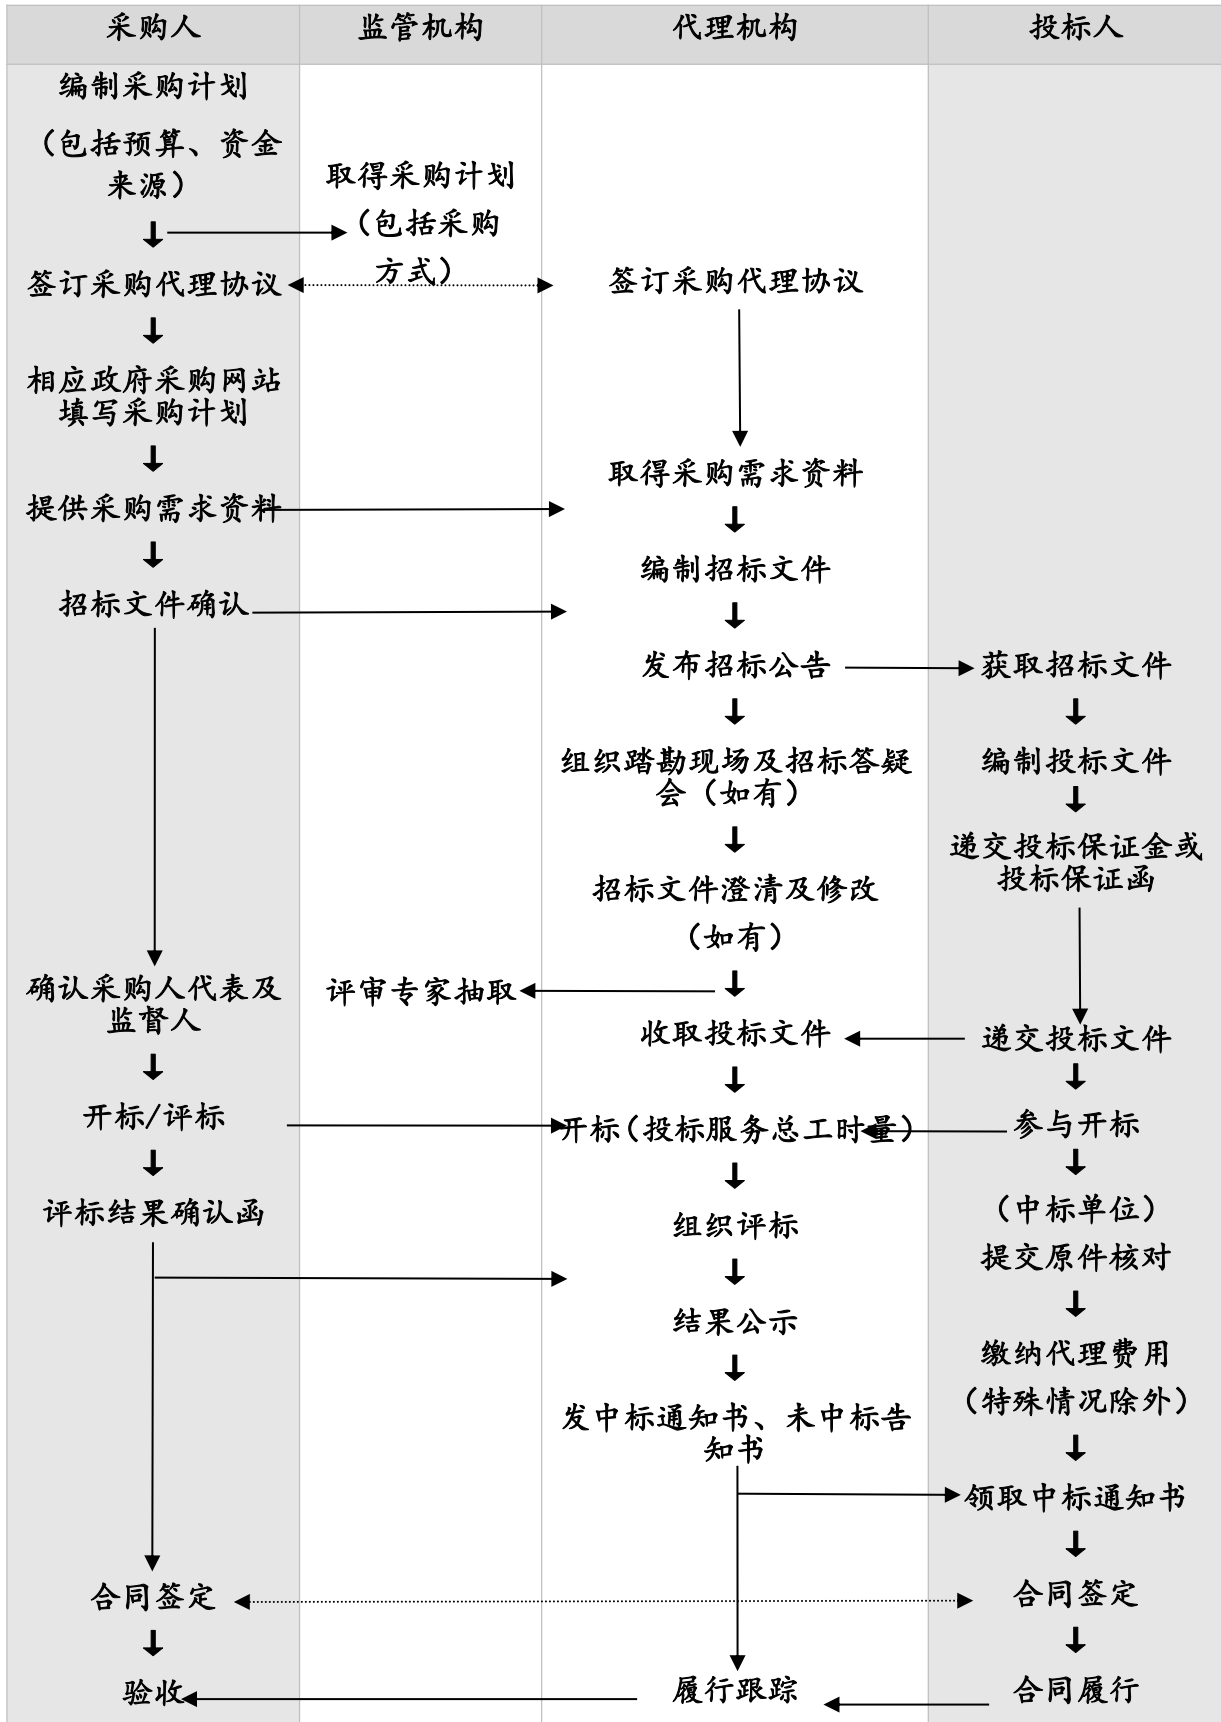 采购人
监管机构
代理机构
投标人
编制采购计划
（包括预算、资金
来源）
签订采购代理协议
相应政府采购网站
填写采购计划
提供采购需求资料
招标文件确认
确认采购人代表及
监督人
开标/评标
评标结果确认函
合同签定
验收
取得采购计划
（包括采购
方式）
评审专家抽取
签订采购代理协议
取得采购需求资料
编制招标文件
发布招标公告
组织踏勘现场及招标答疑
会（如有）
招标文件澄清及修改
（如有）
收取投标文件
开标（投标服务总工时量）
组织评标
结果公示
发中标通知书、未中标告
知书
履行跟踪
获取招标文件
编制投标文件
递交投标保证金或
投标保证函
递交投标文件
参与开标
（中标单位）
提交原件核对
缴纳代理费用
（特殊情况除外）
领取中标通知书
合同签定
合同履行